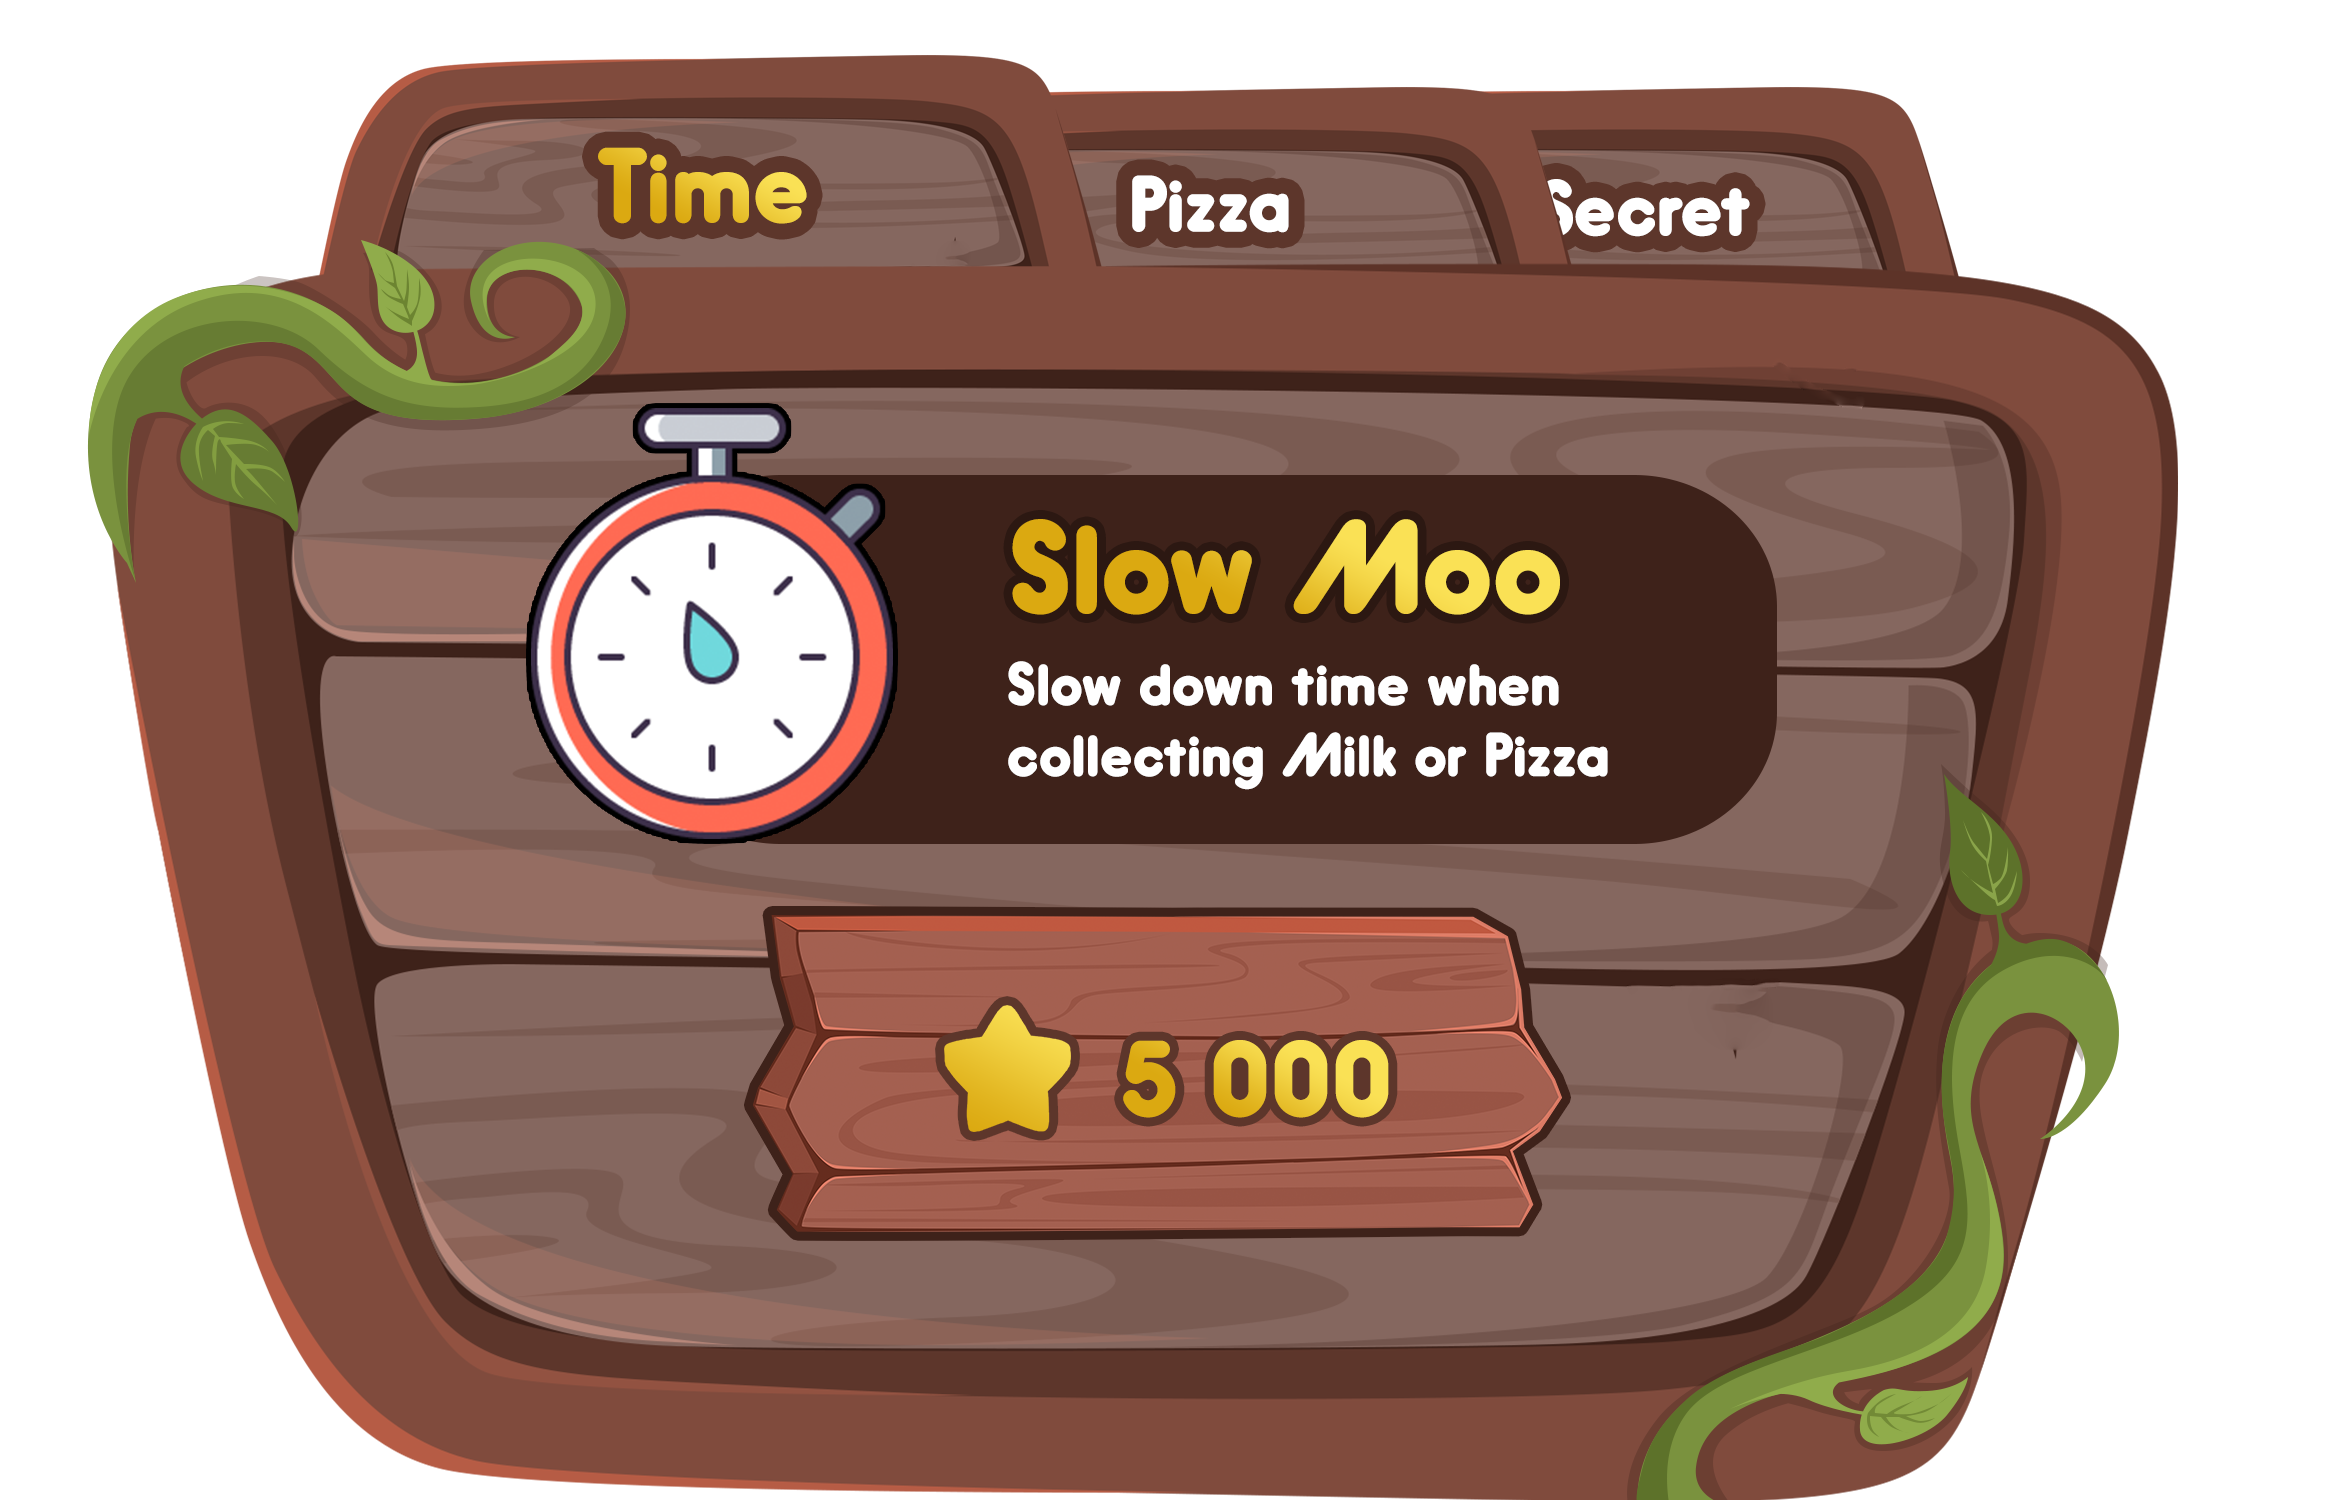 Time
Pizza
Secret
Slow Moo
Slow down time when
collecting Milk or Pizza
5 000